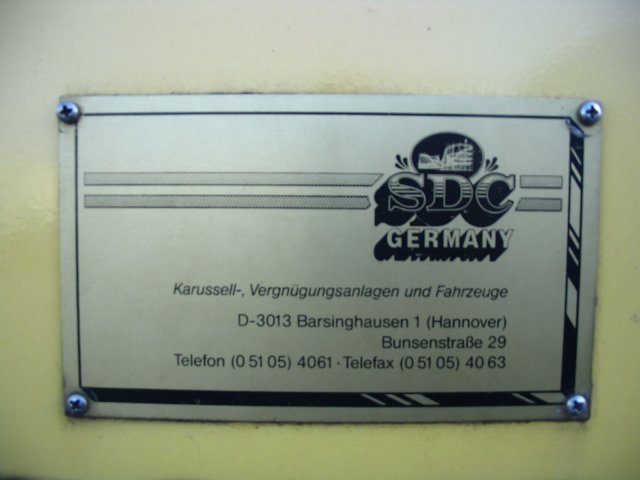 SDC
GERMANY
Karussell-, Vergnügungsanlagen und Fahrzeuge
D-3013 Barsinghausen 1 (Hannover)
Bunsenstraße 29
Telefon (0 51 05) 4061 · Telefax (0 51 05) 40 63